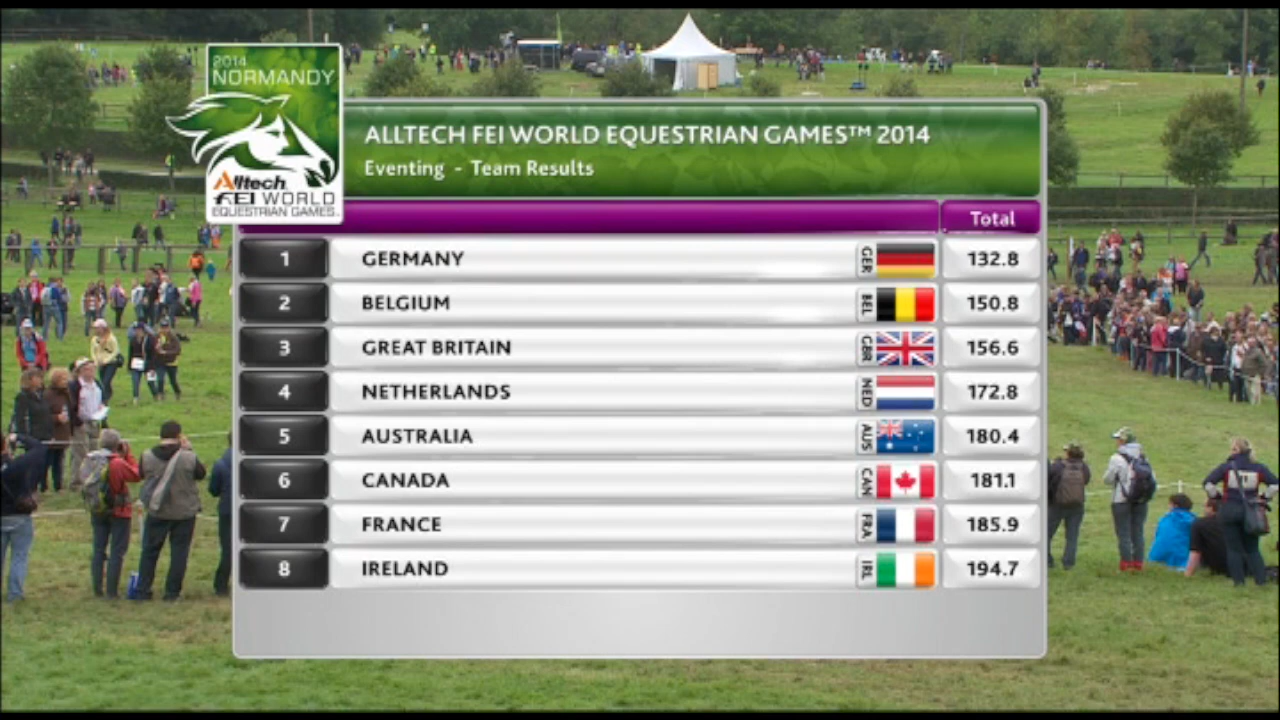 2014
NORMANDY
Alltech
FEI WORLD
EQUESTRIAN GAMES™
ALLTECH FEI WORLD EQUESTRIAN GAMES™ 2014
Eventing - Team Results
Total
1 GERMANY GER 132.8
2 BELGIUM BEL 150.8
3 GREAT BRITAIN GBR 156.6
4 NETHERLANDS NED 172.8
5 AUSTRALIA AUS 180.4
6 CANADA CAN 181.1
7 FRANCE FRA 185.9
8 IRELAND IRL 194.7